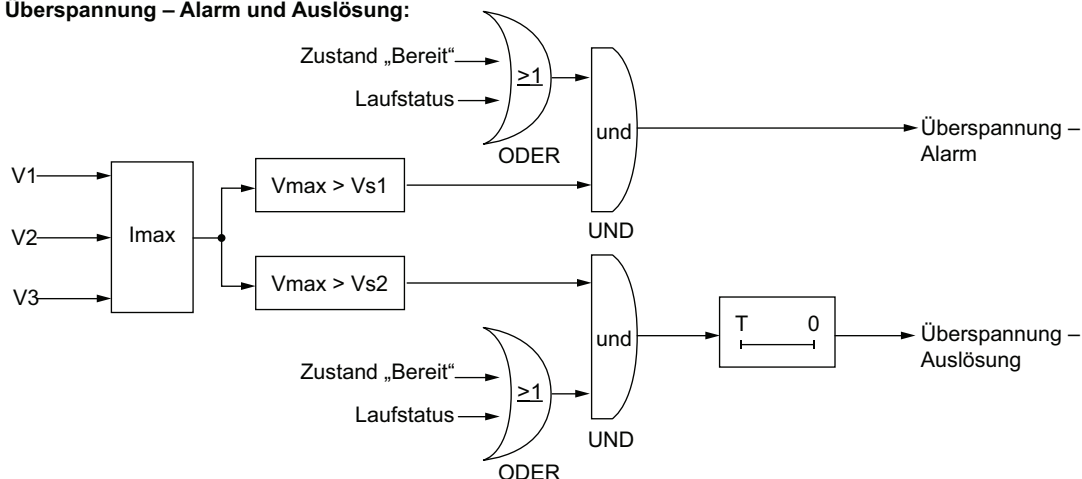 Überspannung – Alarm und Auslösung:
Zustand „Bereit“
Laufstatus
≥1
ODER
und
UND
Überspannung –
Alarm
V1
V2
V3
Imax
Vmax > Vs1
Vmax > Vs2
und
UND
T 0
Überspannung –
Auslösung
Zustand „Bereit“
Laufstatus
≥1
ODER